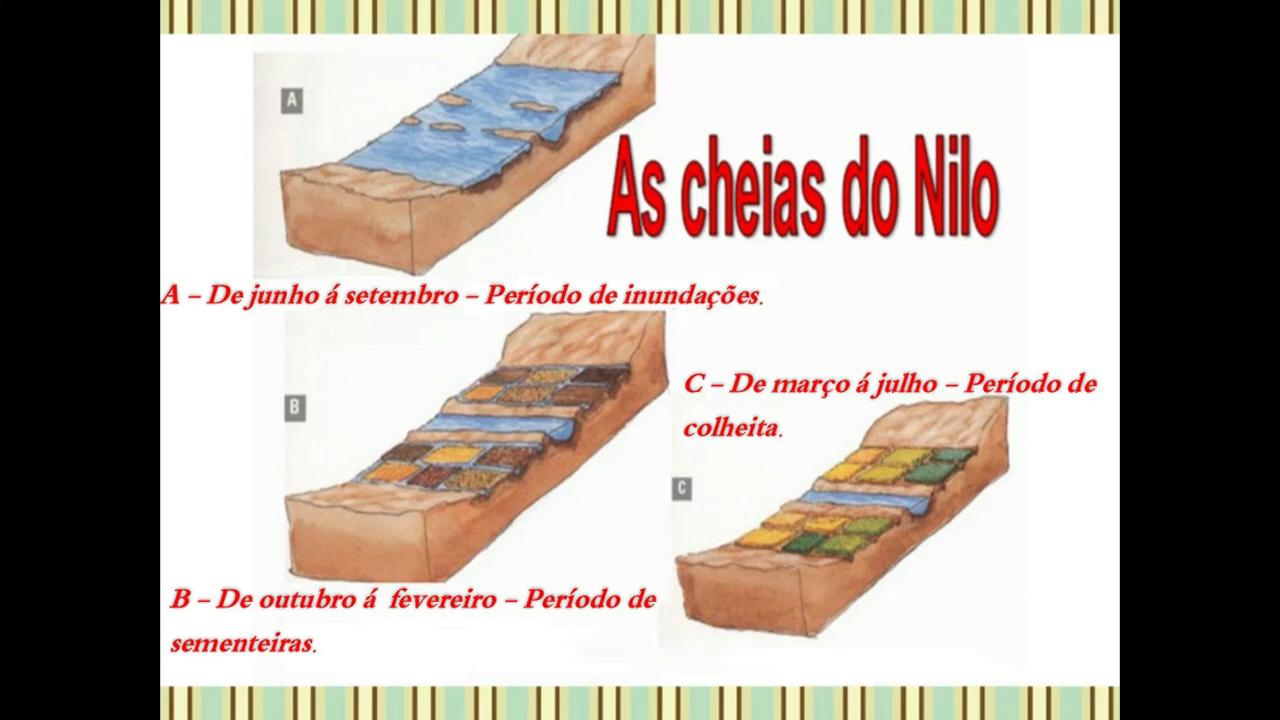 A
As cheias do Nilo
A – De junho á setembro – Período de inundações.
B
C – De março á julho – Período de
colheita.
C
B – De outubro á fevereiro – Período de
sementeiras.